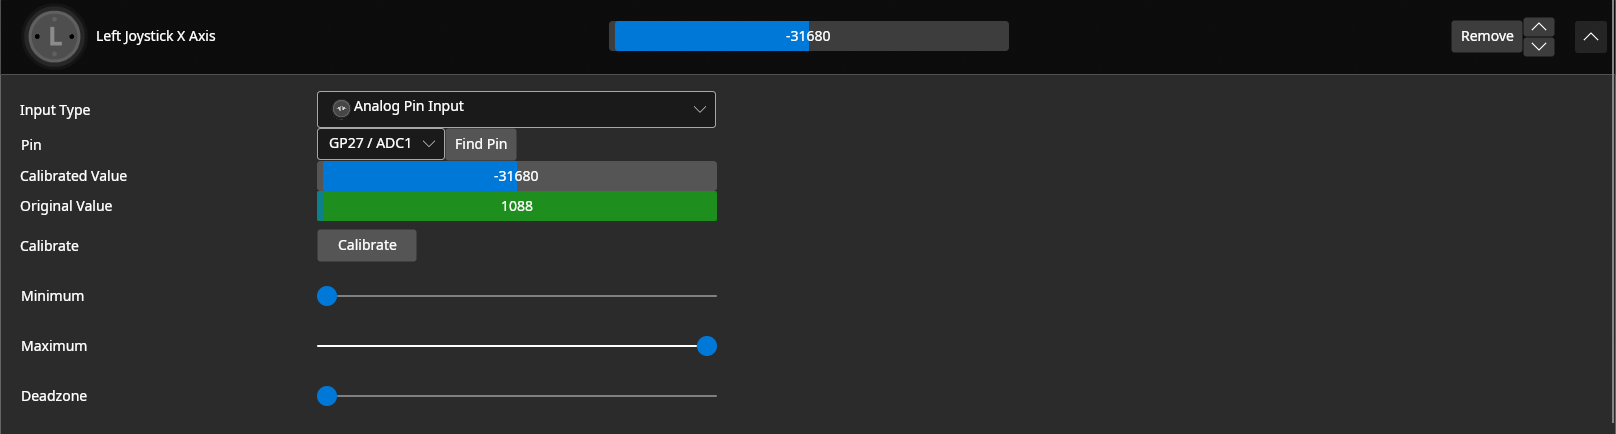 L
Left Joystick X Axis
-31680
Remove
Input Type
Analog Pin Input
Pin
GP27 / ADC1
Find Pin
Calibrated Value
-31680
Original Value
1088
Calibrate
Calibrate
Minimum
Maximum
Deadzone